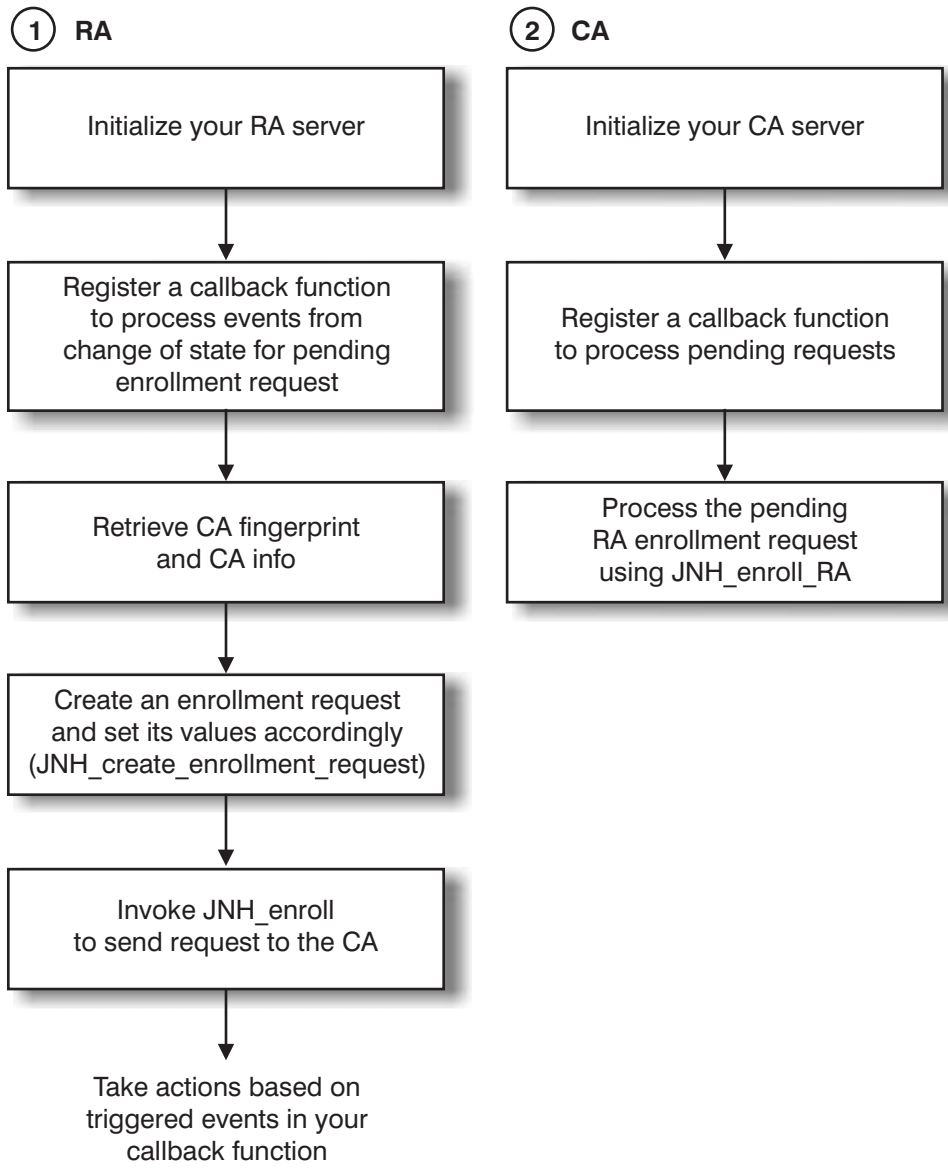 1 RA
Initialize your RA server
Register a callback function
to process events from
change of state for pending
enrollment request
Retrieve CA fingerprint
and CA info
Create an enrollment request
and set its values accordingly
(JNH_create_enrollment_request)
Invoke JNH_enroll
to send request to the CA
Take actions based on
triggered events in your
callback function
2 CA
Initialize your CA server
Register a callback function
to process pending requests
Process the pending
RA enrollment request
using JNH_enroll_RA